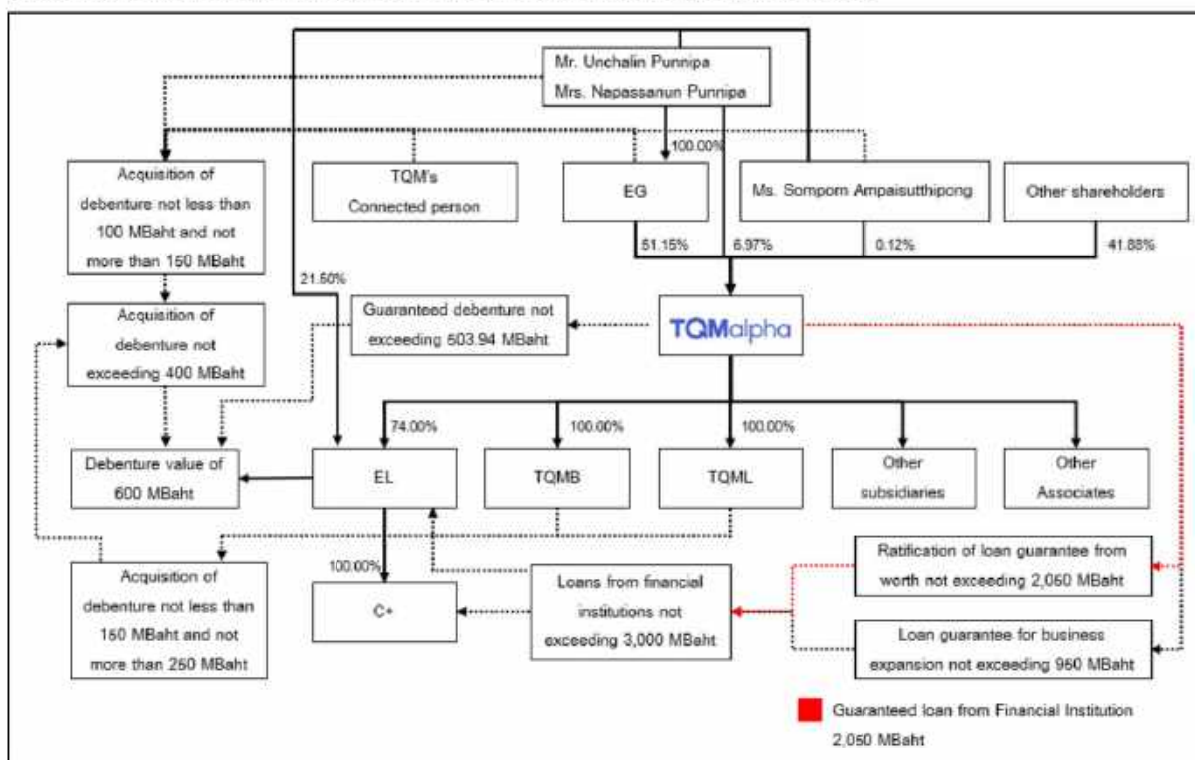 Mr. Unchalin Punnipa
Mrs. Napassanun Punnipa
100.00%
Acquisition of
debenture not less than
100 MBaht and not
more than 150 MBaht
TQM's
Connected person
EG
Ms. Somporn Ampaisutthipong
Other shareholders
51.15%
6.97%
0.12%
41.88%
21.50%
Acquisition of
debenture not
exceeding 400 MBaht
Guaranteed debenture not
exceeding 603.94 MBaht
TQMalpha
74.00%
100.00%
100.00%
Debenture value of
600 MBaht
EL
TQMB
TQML
Other
subsidiaries
Other
Associates
100.00%
Acquisition of
debenture not less than
150 MBaht and not
more than 250 MBaht
C+
Loans from financial
institutions not
exceeding 3,000 MBaht
Ratification of loan guarantee from
worth not exceeding 2,050 MBaht
Loan guarantee for business
expansion not exceeding 950 MBaht
Guaranteed loan from Financial Institution
2,050 MBaht